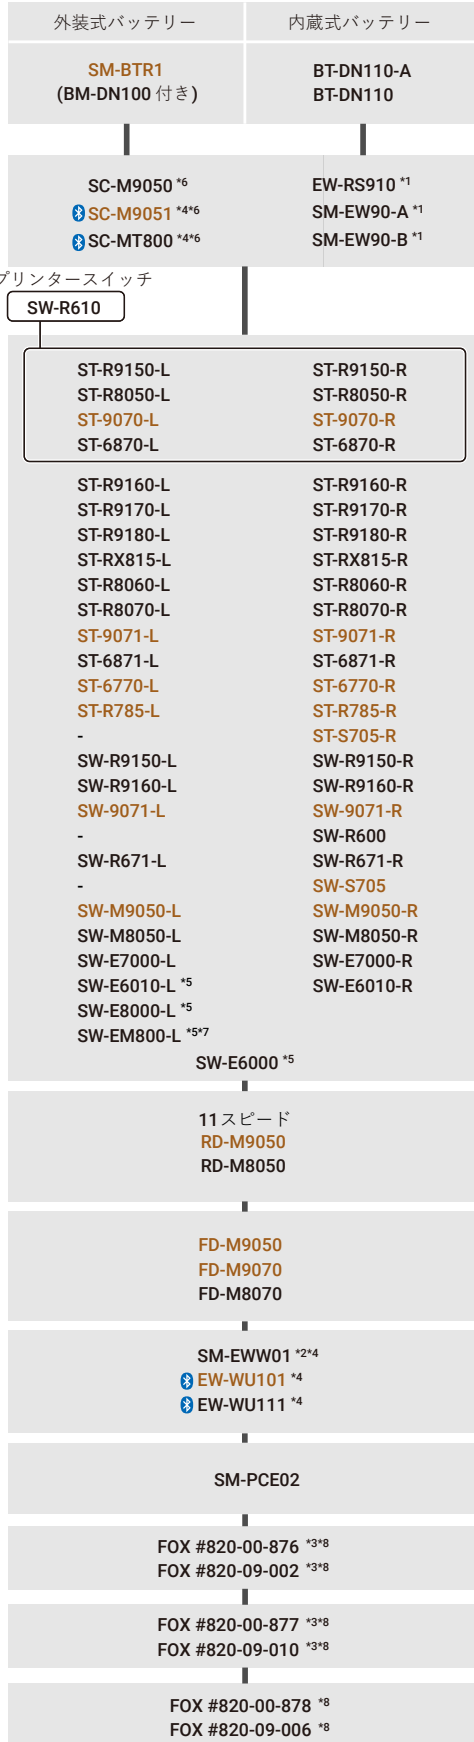 外装式バッテリー 内蔵式バッテリー
SM-BTR1 BT-DN110-A
(BM-DN100 付き) BT-DN110
SC-M9050 *6 EW-RS910 *1
SC-M9051 *4*6 SM-EW90-A *1
SC-MT800 *4*6 SM-EW90-B *1
プリンタースイッチ
SW-R610
ST-R9150-L ST-R9150-R
ST-R8050-L ST-R8050-R
ST-9070-L ST-9070-R
ST-6870-L ST-6870-R
ST-R9160-L ST-R9160-R
ST-R9170-L ST-R9170-R
ST-R9180-L ST-R9180-R
ST-RX815-L ST-RX815-R
ST-R8060-L ST-R8060-R
ST-R8070-L ST-R8070-R
ST-9071-L ST-9071-R
ST-6871-L ST-6871-R
ST-6770-L ST-6770-R
ST-R785-L ST-R785-R
- ST-S705-R
SW-R9150-L SW-R9150-R
SW-R9160-L SW-R9160-R
SW-9071-L SW-9071-R
- SW-R600
SW-R671-L SW-R671-R
- SW-S705
SW-M9050-L SW-M9050-R
SW-M8050-L SW-M8050-R
SW-E7000-L SW-E7000-R
SW-E6010-L *5 SW-E6010-R
SW-E8000-L *5
SW-EM800-L *5*7
SW-E6000 *5
11スピード
RD-M9050
RD-M8050
FD-M9050
FD-M9070
FD-M8070
SM-EWW01 *2*4
EW-WU101 *4
EW-WU111 *4
SM-PCE02
FOX #820-00-876 *3*8
FOX #820-09-002 *3*8
FOX #820-00-877 *3*8
FOX #820-09-010 *3*8
FOX #820-00-878 *8
FOX #820-09-006 *8